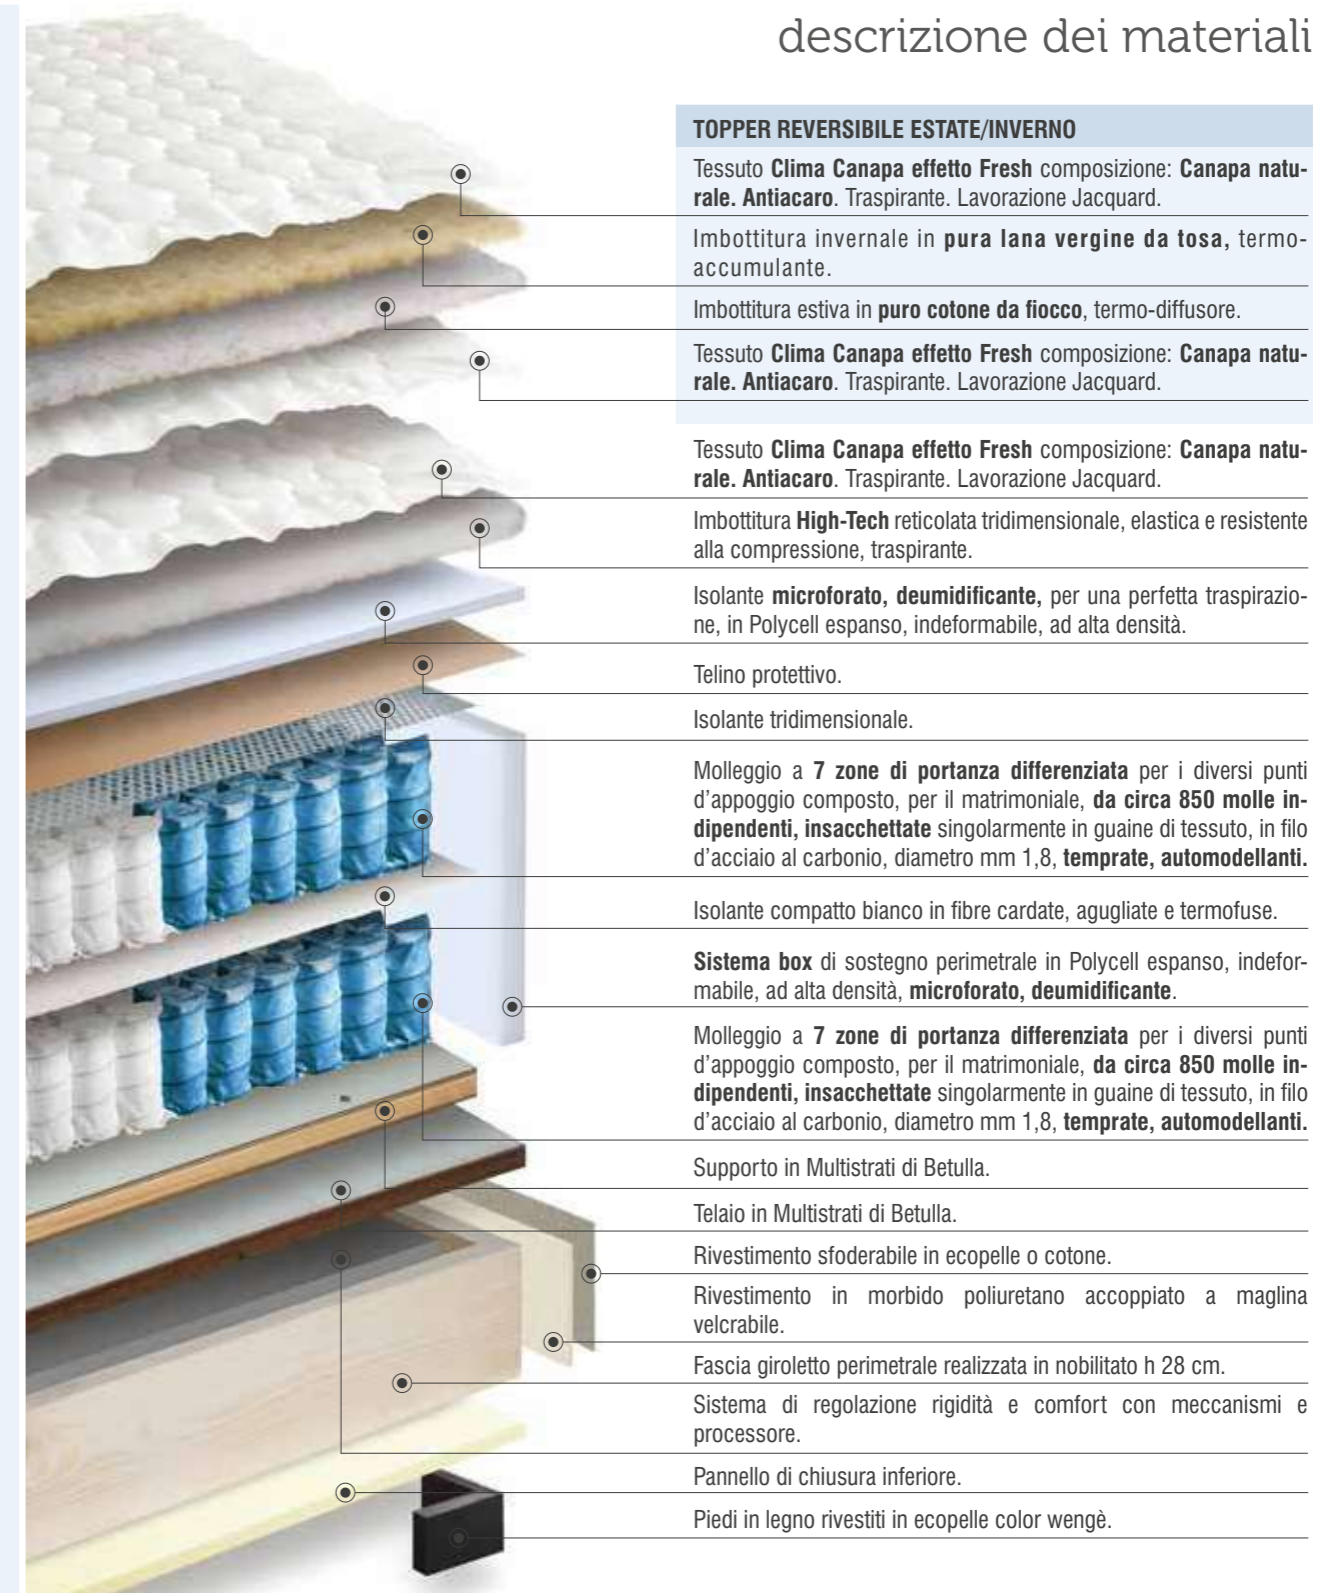 descrizione dei materiali
TOPPER REVERSIBILE ESTATE/INVERNO
Tessuto Clima Canapa effetto Fresh composizione: Canapa natu-
rale. Antiacaro. Traspirante. Lavorazione Jacquard.
Imbottitura invernale in pura lana vergine da tosa, termo-
accumulante.
Imbottitura estiva in puro cotone da fiocco, termo-diffusore.
Tessuto Clima Canapa effetto Fresh composizione: Canapa natu-
rale. Antiacaro. Traspirante. Lavorazione Jacquard.
Tessuto Clima Canapa effetto Fresh composizione: Canapa natu-
rale. Antiacaro. Traspirante. Lavorazione Jacquard.
Imbottitura High-Tech reticolata tridimensionale, elastica e resistente
alla compressione, traspirante.
Isolante microforato, deumidificante, per una perfetta traspirazio-
ne, in Polycell espanso, indeformabile, ad alta densità.
Telino protettivo.
Isolante tridimensionale.
Molleggio a 7 zone di portanza differenziata per i diversi punti
d’appoggio composto, per il matrimoniale, da circa 850 molle in-
dipendenti, insacchettate singolarmente in guaine di tessuto, in filo
d’acciaio al carbonio, diametro mm 1,8, temprate, automodellanti.
Isolante compatto bianco in fibre cardate, agugliate e termofuse.
Sistema box di sostegno perimetrale in Polycell espanso, indefor-
mabile, ad alta densità, microforato, deumidificante.
Molleggio a 7 zone di portanza differenziata per i diversi punti
d’appoggio composto, per il matrimoniale, da circa 850 molle in-
dipendenti, insacchettate singolarmente in guaine di tessuto, in filo
d’acciaio al carbonio, diametro mm 1,8, temprate, automodellanti.
Supporto in Multistrati di Betulla.
Telaio in Multistrati di Betulla.
Rivestimento sfoderabile in ecopelle o cotone.
Rivestimento in morbido poliuretano accoppiato a maglina
velcrabile.
Fascia giroletto perimetrale realizzata in nobilitato h 28 cm.
Sistema di regolazione rigidità e comfort con meccanismi e
processore.
Pannello di chiusura inferiore.
Piedi in legno rivestiti in ecopelle color wengè.